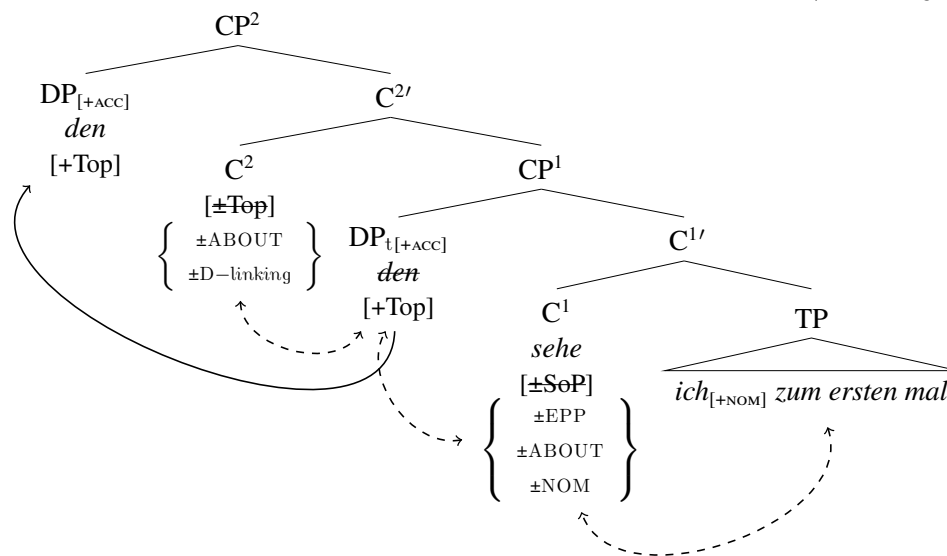 CP²
DP[+ACC]
den
[+Top]
C²′
C²
[±Top]
±ABOUT
±D−linking
CP¹
DPt[+ACC]
den
[+Top]
C¹′
C¹
sehe
[±SoP]
±EPP
±ABOUT
±NOM
TP
ich[+NOM] zum ersten mal